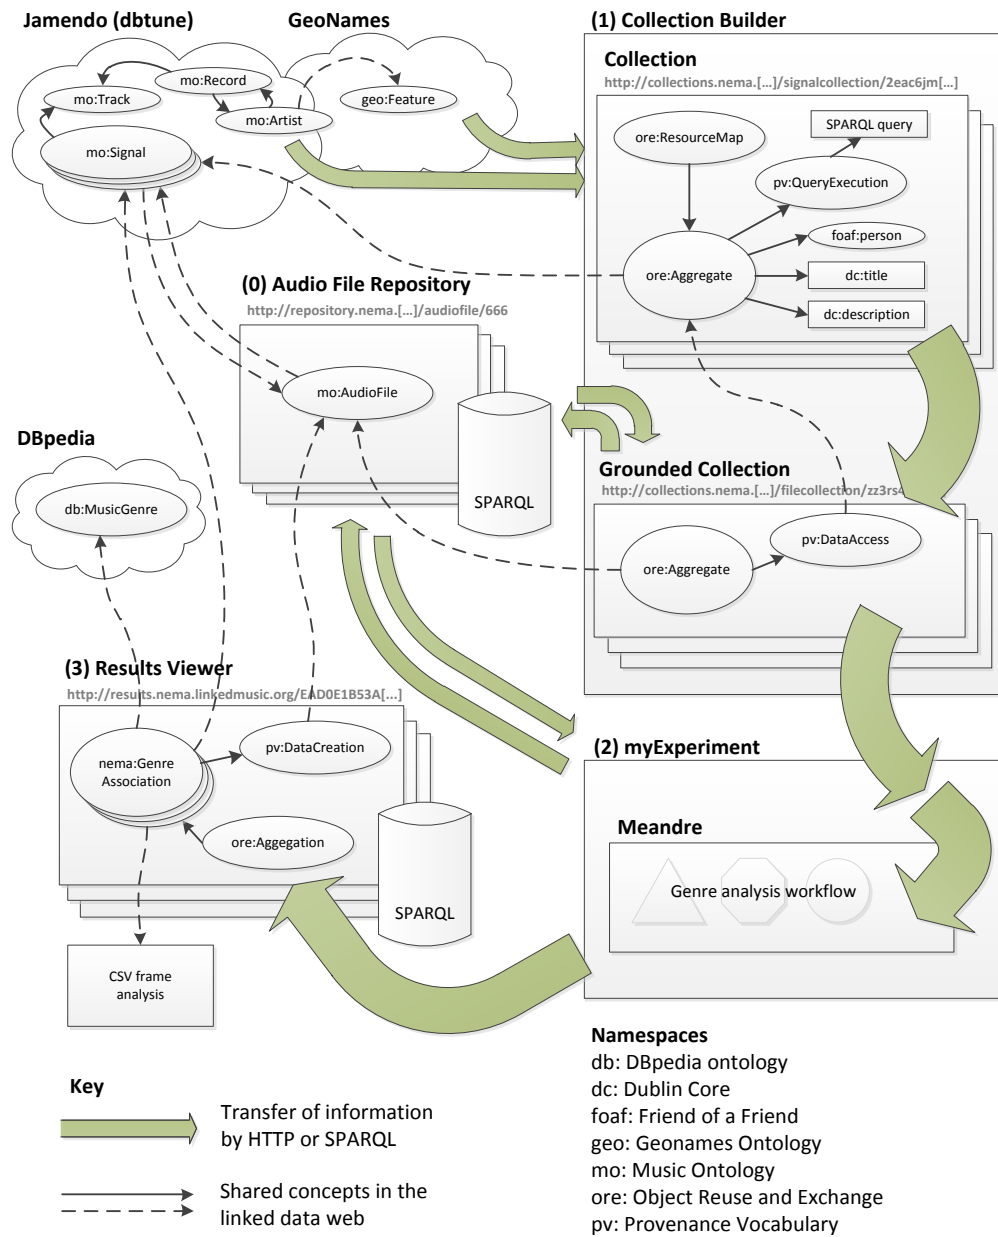 Jamendo (dbtune)
GeoNames
(1) Collection Builder
mo:Record
mo:Track
mo:Artist
mo:Signal
geo:Feature
Collection
http://collections.nema.[...]/signalcollection/2eac6jm[...]
ore:ResourceMap
SPARQL query
pv:QueryExecution
foaf:person
ore:Aggregate
dc:title
dc:description
(0) Audio File Repository
http://repository.nema.[...]/audiofile/666
mo:AudioFile
SPARQL
DBpedia
db:MusicGenre
Grounded Collection
http://collections.nema.[...]/filecollection/zz3rs4
pv:DataAccess
ore:Aggregate
(3) Results Viewer
http://results.nema.linkedmusic.org/EAD0E1B53A[...]
pv:DataCreation
nema:Genre
Association
ore:Aggegation
SPARQL
CSV frame
analysis
(2) myExperiment
Meandre
Genre analysis workflow
Key
Transfer of information
by HTTP or SPARQL
Shared concepts in the
linked data web
Namespaces
db: DBpedia ontology
dc: Dublin Core
foaf: Friend of a Friend
geo: Geonames Ontology
mo: Music Ontology
ore: Object Reuse and Exchange
pv: Provenance Vocabulary